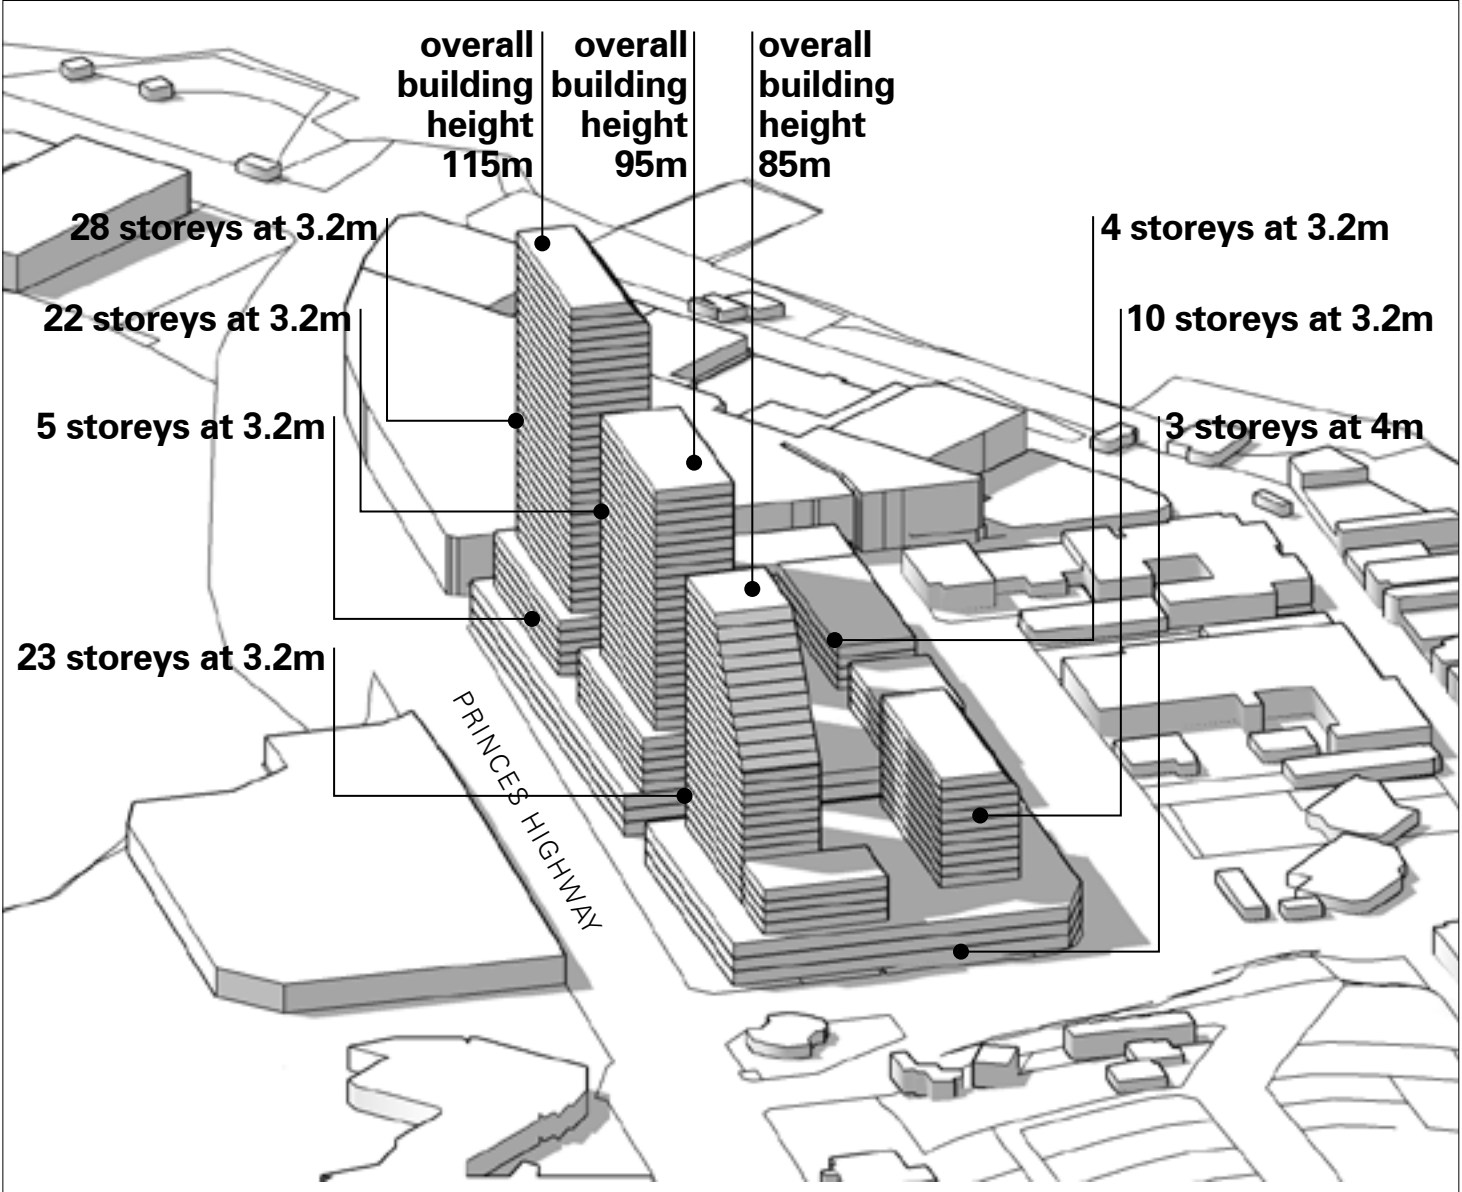 overall
building
height
115m
overall
building
height
95m
overall
building
height
85m
28 storeys at 3.2m
4 storeys at 3.2m
22 storeys at 3.2m
10 storeys at 3.2m
5 storeys at 3.2m
3 storeys at 4m
23 storeys at 3.2m
PRINCES HIGHWAY